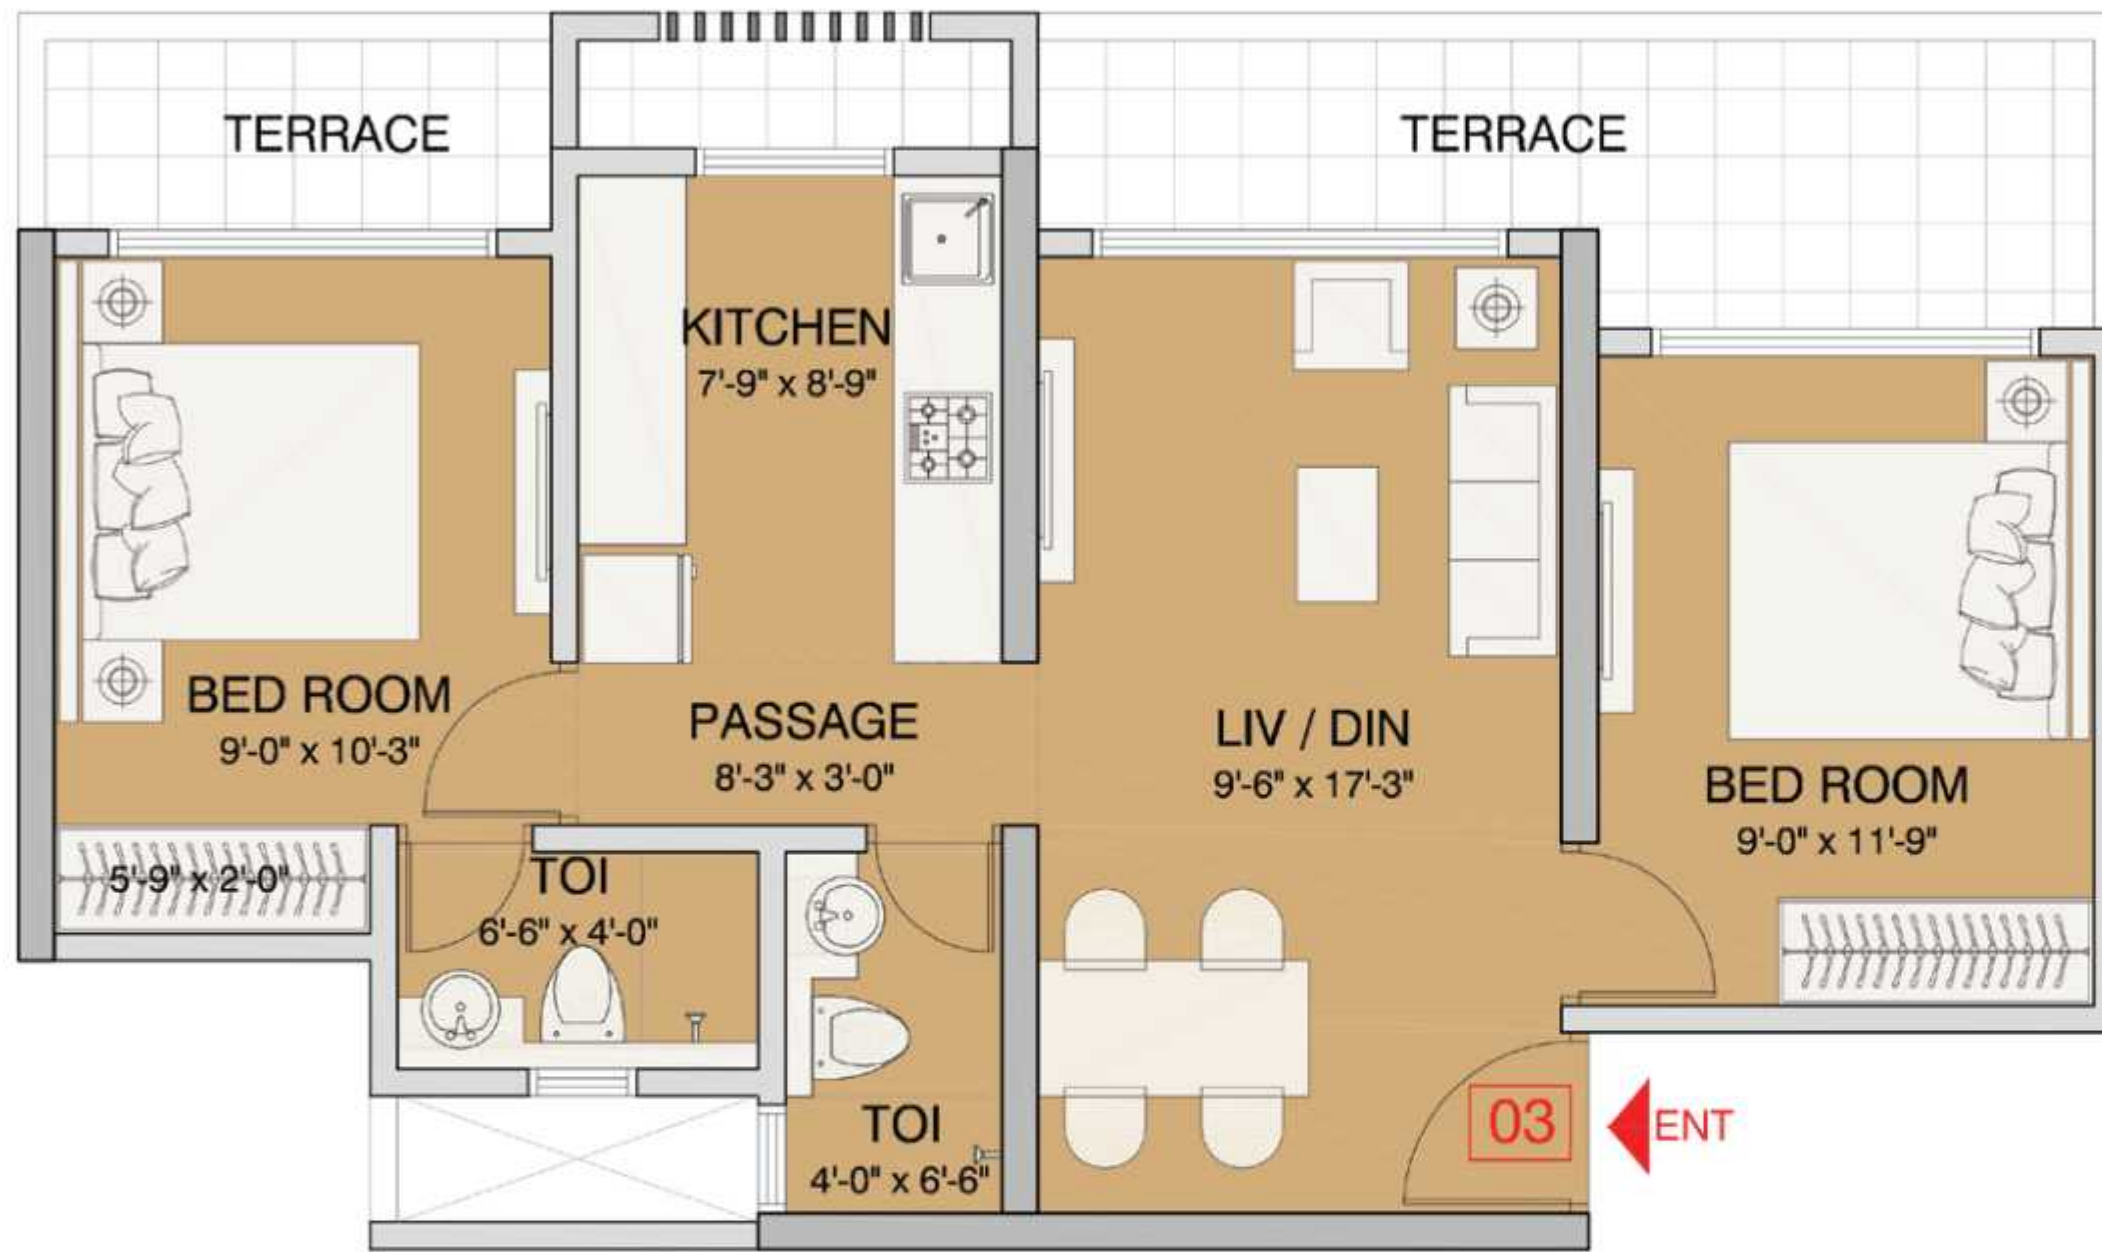 TERRACE
TERRACE
KITCHEN
7'-9" x 8'-9"
BED ROOM
9'-0" x 10'-3"
PASSAGE
8'-3" x 3'-0"
LIV / DIN
9'-6" x 17'-3"
BED ROOM
9'-0" x 11'-9"
5'-9" x 2'-0"
TOI
6'-6" x 4'-0"
TOI
4'-0" x 6'-6"
03
ENT